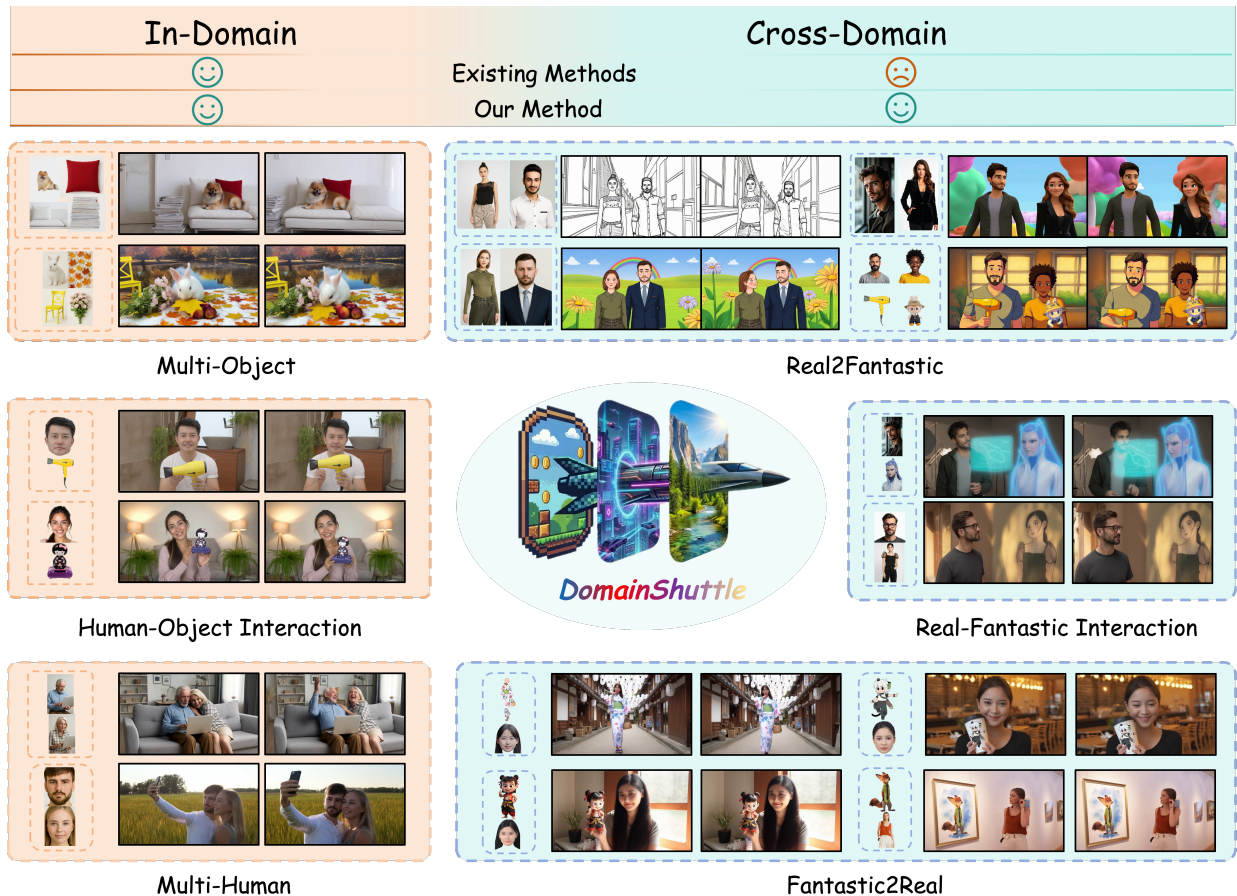 In-Domain
Cross-Domain
Existing Methods
Our Method
Multi-Object
Real2Fantastic
DomainShuttle
Human-Object Interaction
Real-Fantastic Interaction
Multi-Human
Fantastic2Real